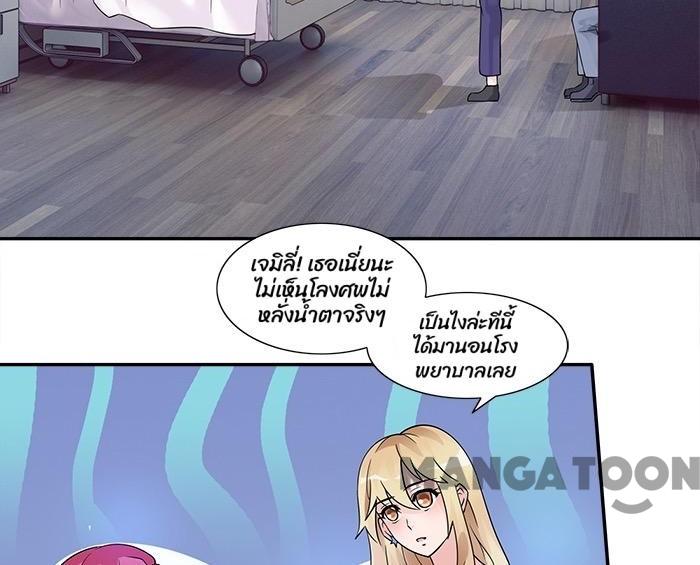 เจมิลี่! เธอเนี่ยนะ
ไม่เห็นโลงศพไม่
หลั่งน้ำตาจริงๆ
เป็นไงล่ะทีนี้
ได้มานอนโรง
พยาบาลเลย
MANGATOON